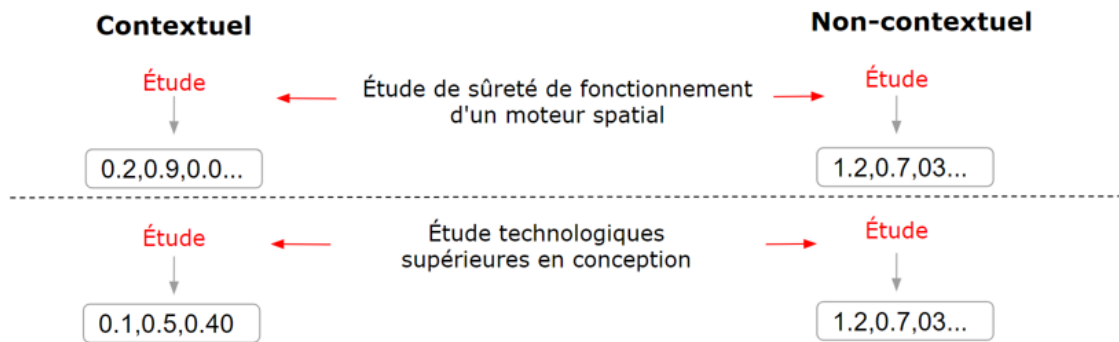 Contextuel
Non-contextuel
Étude
Étude de sûreté de fonctionnement
d'un moteur spatial
Étude
0.2,0.9,0.0...
1.2,0.7,03...
Étude
Étude technologiques
supérieures en conception
Étude
0.1,0.5,0.40
1.2,0.7,03...